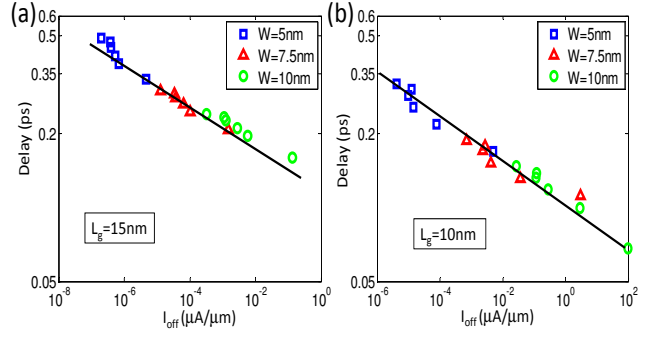 (a)
0.6
0.5
0.35
0.2
0.05
Delay (ps)
W=5nm
W=7.5nm
W=10nm
L_g=15nm
10^-8
10^-6
10^-4
10^-2
10^0
I_off (μA/μm)
(b)
0.6
0.5
0.35
0.2
0.05
Delay (ps)
W=5nm
W=7.5nm
W=10nm
L_g=10nm
10^-6
10^-4
10^-2
10^0
10^2
I_off (μA/μm)